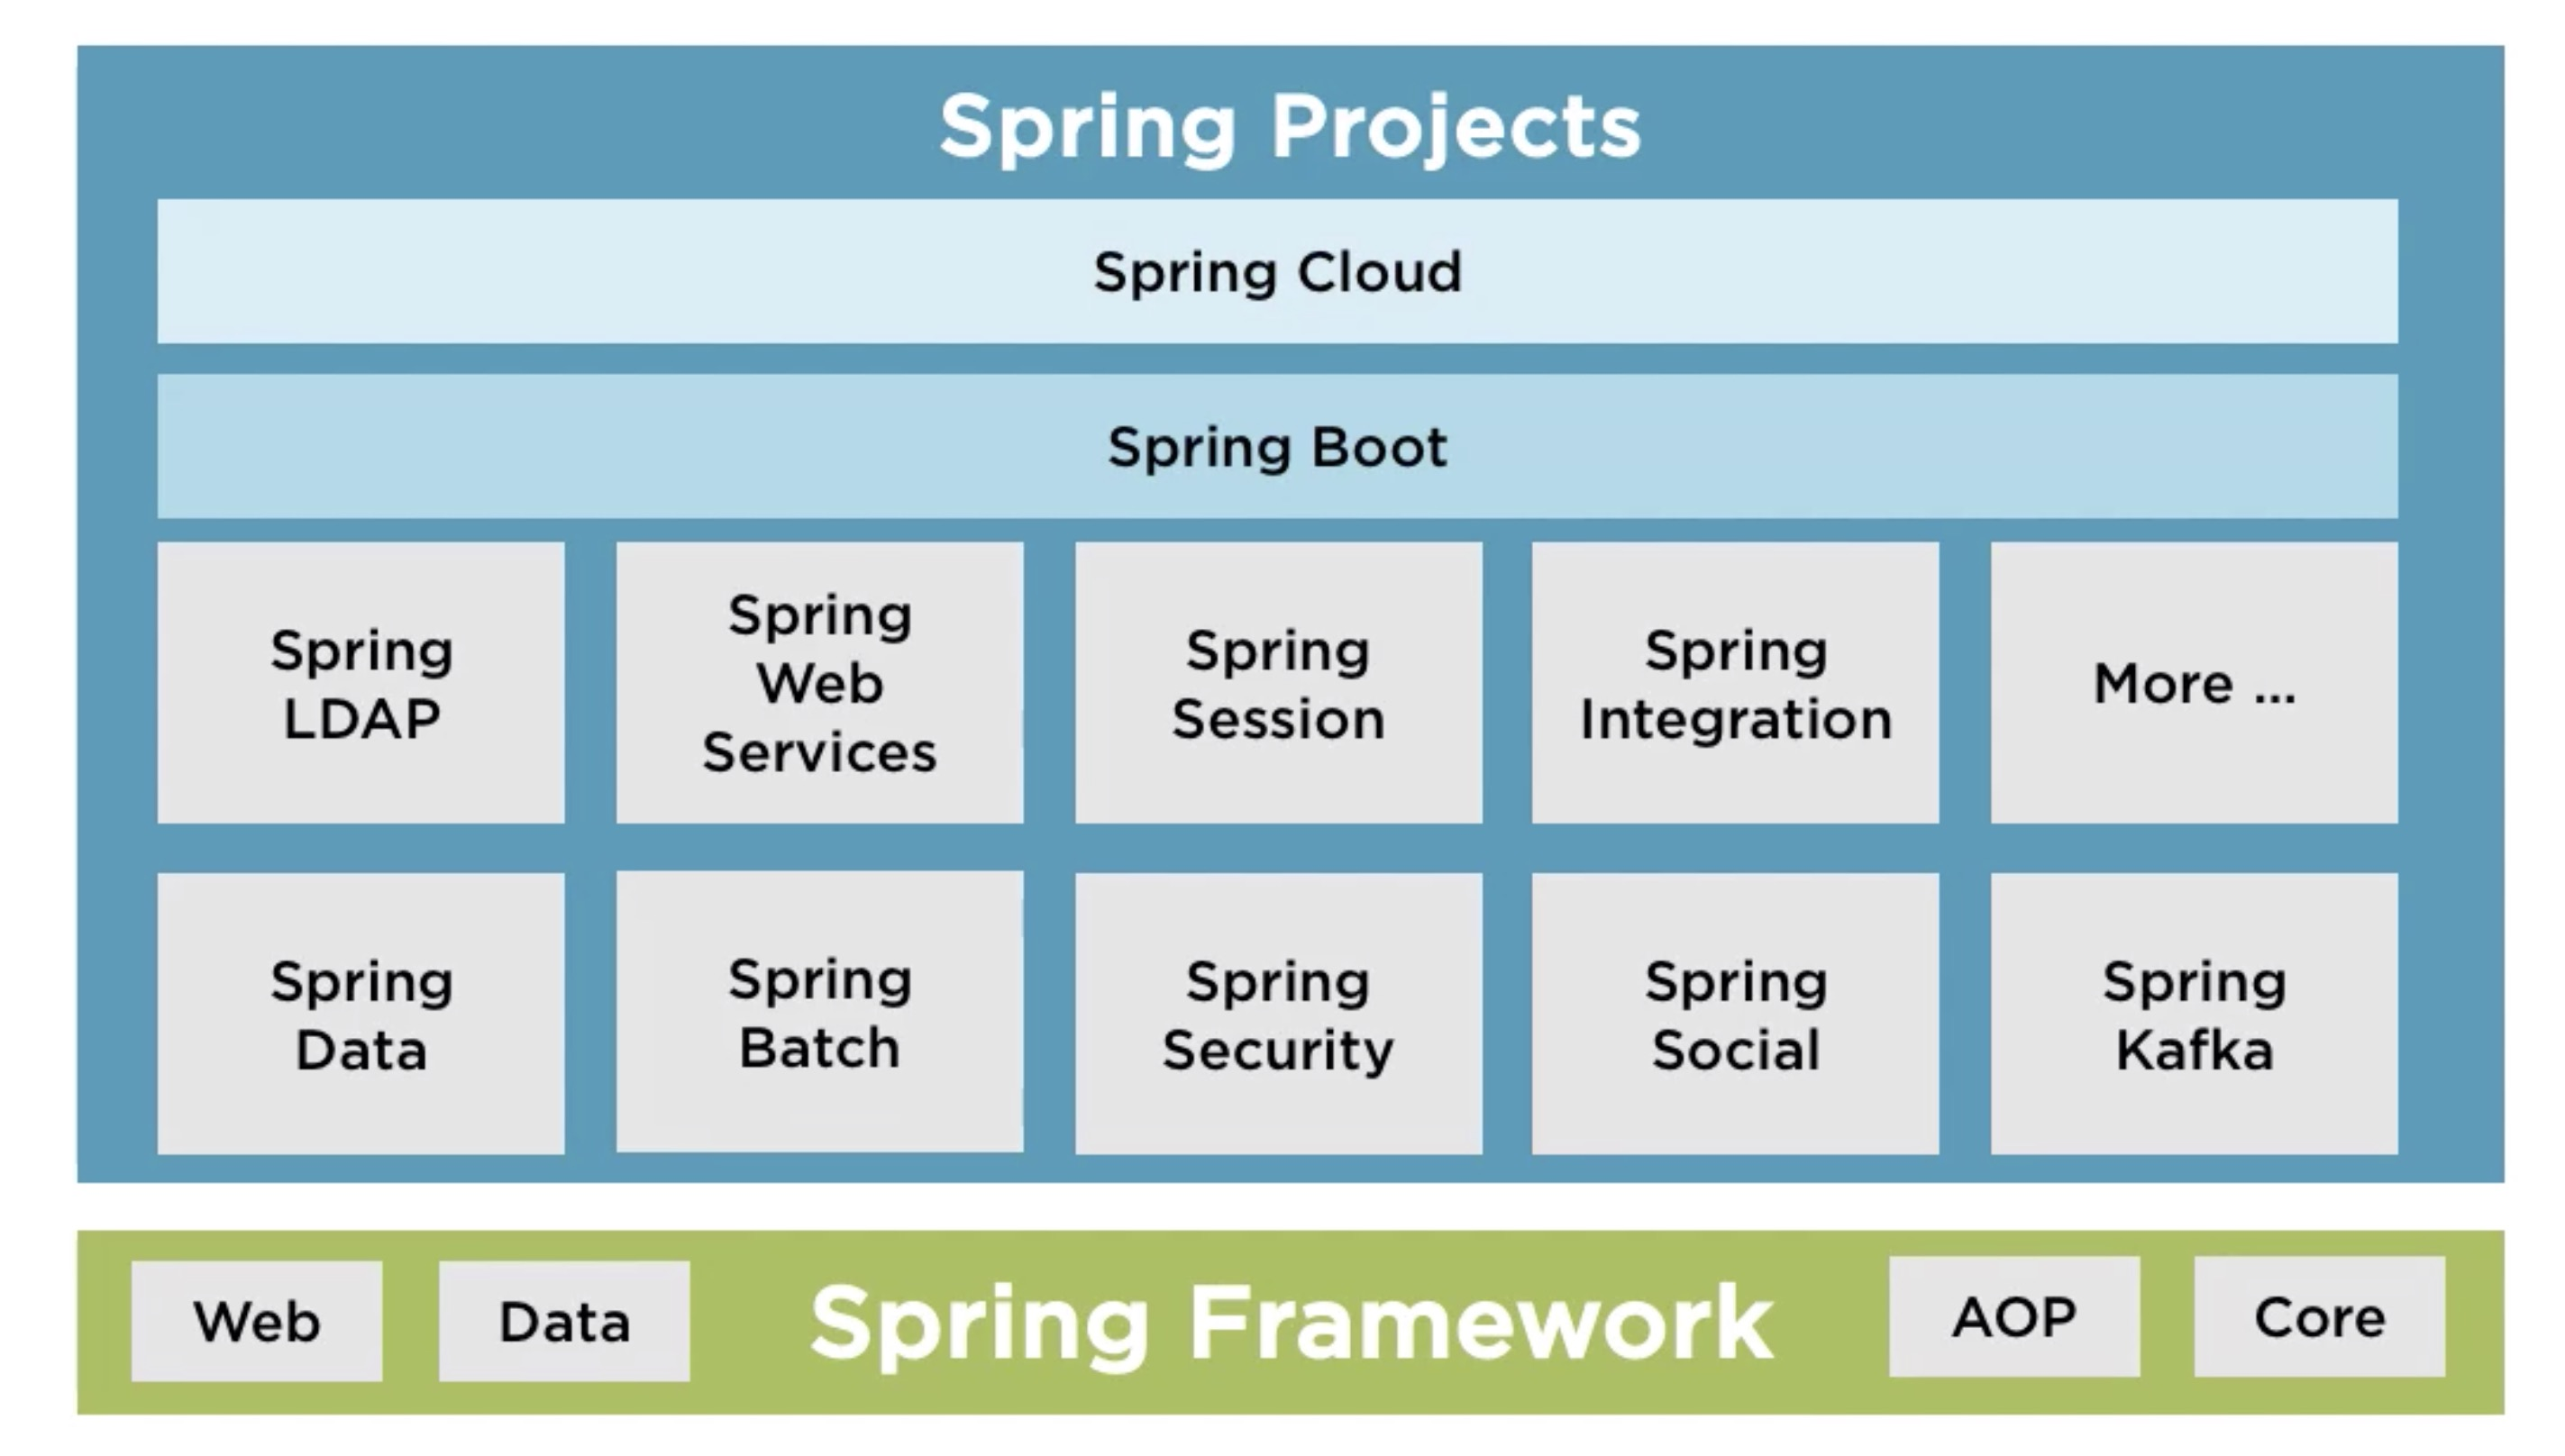 Spring Projects
Spring Cloud
Spring Boot
Spring
LDAP
Spring
Web
Services
Spring
Session
Spring
Integration
More ...
Spring
Data
Spring
Batch
Spring
Security
Spring
Social
Spring
Kafka
Web
Data
Spring Framework
AOP
Core